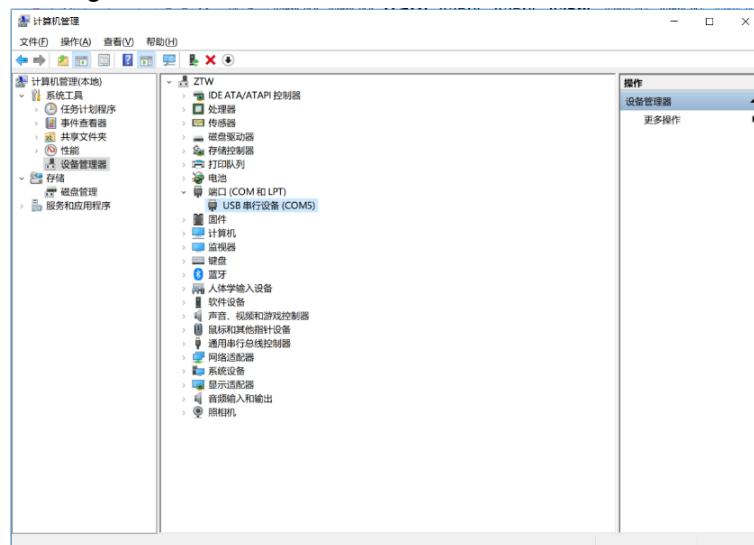 计算机管理
文件(F) 操作(A) 查看(V) 帮助(H)
计算机管理(本地)
系统工具
任务计划程序
事件查看器
共享文件夹
性能
设备管理器
存储
磁盘管理
服务和应用程序
ZTW
IDE ATA/ATAPI 控制器
处理器
传感器
磁盘驱动器
存储控制器
打印队列
电池
端口 (COM 和 LPT)
USB 串行设备 (COM5)
固件
计算机
监视器
键盘
蓝牙
人体学输入设备
软件设备
声音、视频和游戏控制器
鼠标和其他指针设备
通用串行总线控制器
网络适配器
系统设备
显示适配器
音频输入和输出
照相机
操作
设备管理器
更多操作